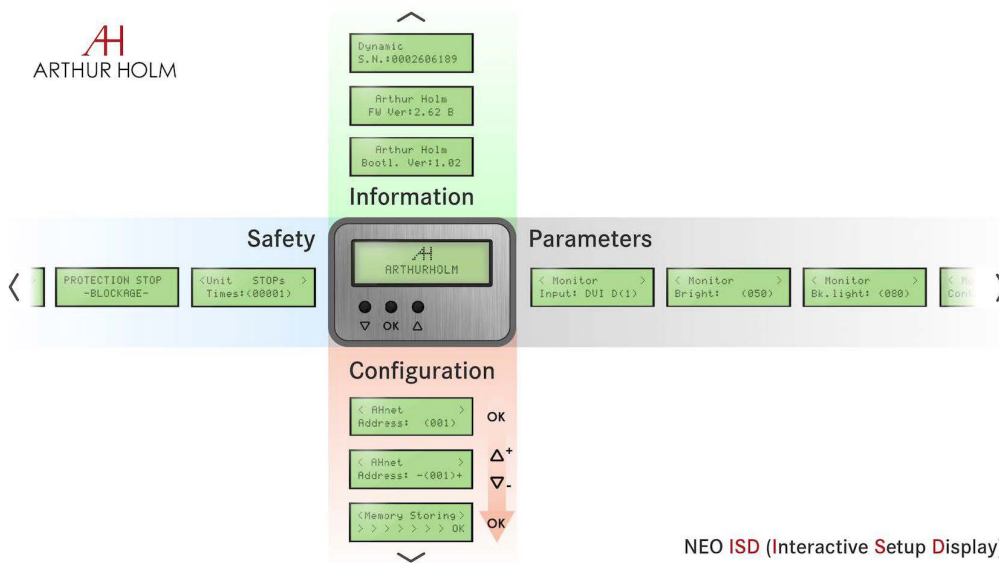 AH
ARTHUR HOLM
Dynamic
S.N.:0002606189
Arthur Holm
FW Ver:2.62 B
Arthur Holm
Bootl. Ver:1.02
Information
Safety
Parameters
PROTECTION STOP
-BLOCKAGE-
<Unit STOPs >
Times:(00001)
AH
ARTHURHOLM
▽ OK △
< Monitor >
Input: DVI D(1)
< Monitor >
Bright: (050)
< Monitor >
Bk.light: (080)
Configuration
< AHnet >
Address: (001)
OK
< AHnet >
Address: -(001)+
△+
▽-
<Memory Storing>
> > > > > > > OK
OK
NEO ISD (Interactive Setup Display)